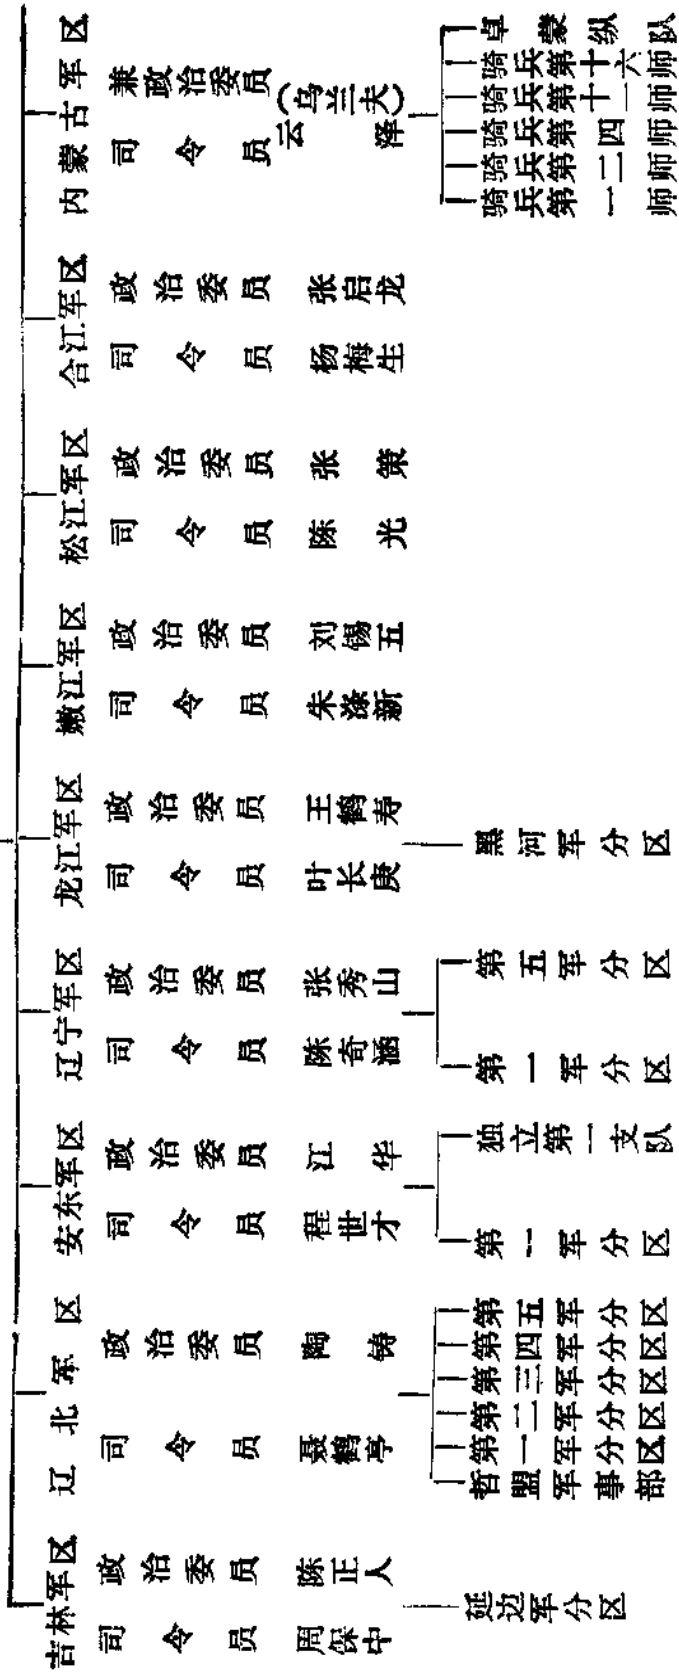 吉林军区
司令员 周保中
政治委员 陈正人
延边军分区
辽北军区
司令员 聂鹤亭
政治委员 陶铸
哲盟军事部
第一军分区
第二军分区
第三军分区
第四军分区
第五军分区
安东军区
司令员 程世才
政治委员 江华
第一军分区
独立第一支队
辽宁军区
司令员 陈奇涵
政治委员 张秀山
第一军分区
第五军分区
龙江军区
司令员 叶长庚
政治委员 王鹤寿
黑河军分区
嫩江军区
司令员 朱涤新
政治委员 刘锡五
松江军区
司令员 陈光
政治委员 张策
合江军区
司令员 杨梅生
政治委员 张启龙
内蒙古军区
司令员
兼政治委员
云泽
(乌兰夫)
骑兵第一师
骑兵第二师
骑兵第四师
骑兵第十一师
骑兵第十六师
卓蒙纵队